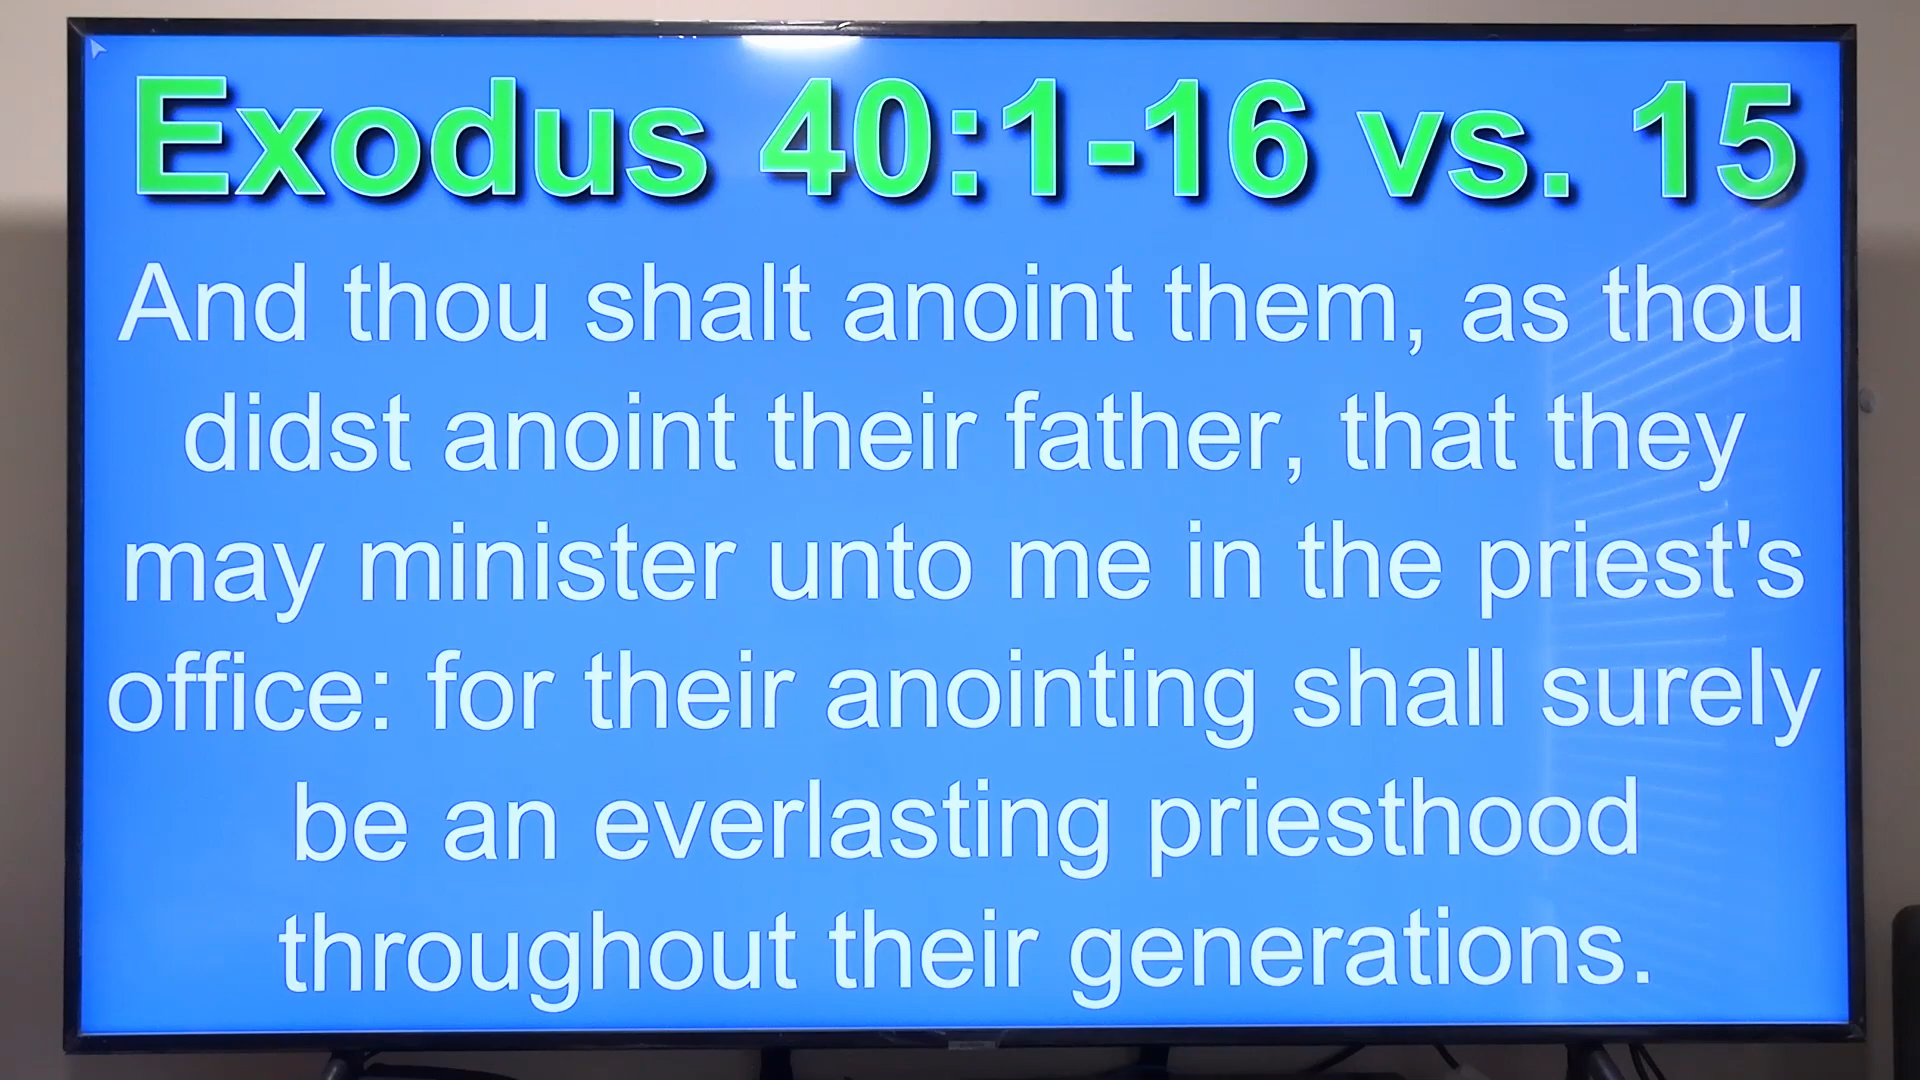 Exodus 40:1-16 vs. 15
And thou shalt anoint them, as thou
didst anoint their father, that they
may minister unto me in the priest's
office: for their anointing shall surely
be an everlasting priesthood
throughout their generations.